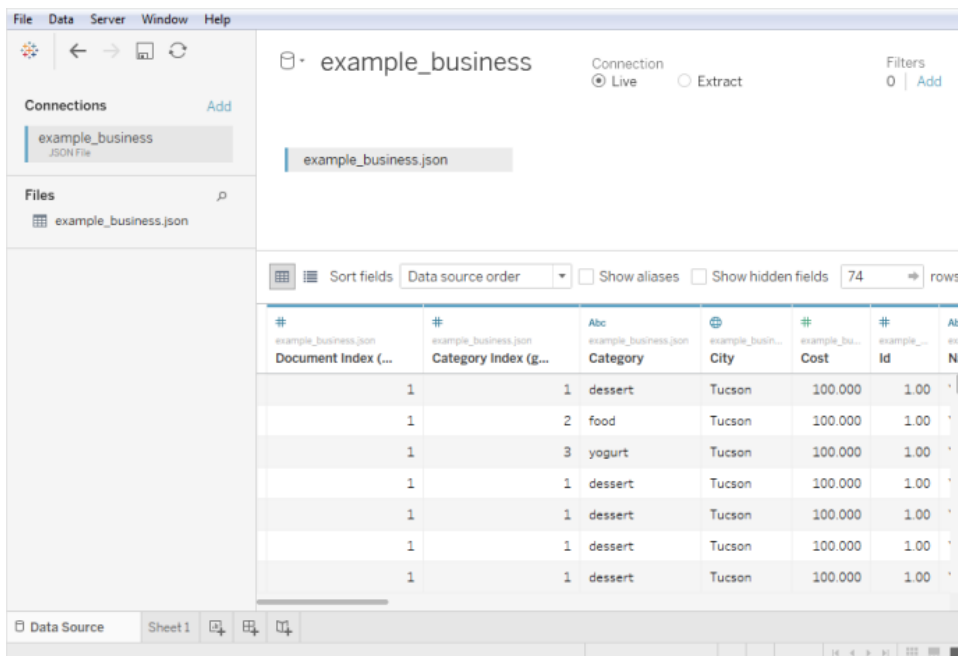 File Data Server Window Help
example_business
Connection
Live Extract
Filters
0 Add
Connections Add
example_business
JSON File
example_business.json
Files
example_business.json
Sort fields Data source order Show aliases Show hidden fields 74 rows
# # Abc # #
example_business.json example_business.json example_business.json example_busin... example_bu... example_...
Document Index (... Category Index (g... Category City Cost Id N
1 1 dessert Tucson 100.000 1.00
1 2 food Tucson 100.000 1.00
1 3 yogurt Tucson 100.000 1.00
1 1 dessert Tucson 100.000 1.00
1 1 dessert Tucson 100.000 1.00
1 1 dessert Tucson 100.000 1.00
1 1 dessert Tucson 100.000 1.00
Data Source Sheet 1